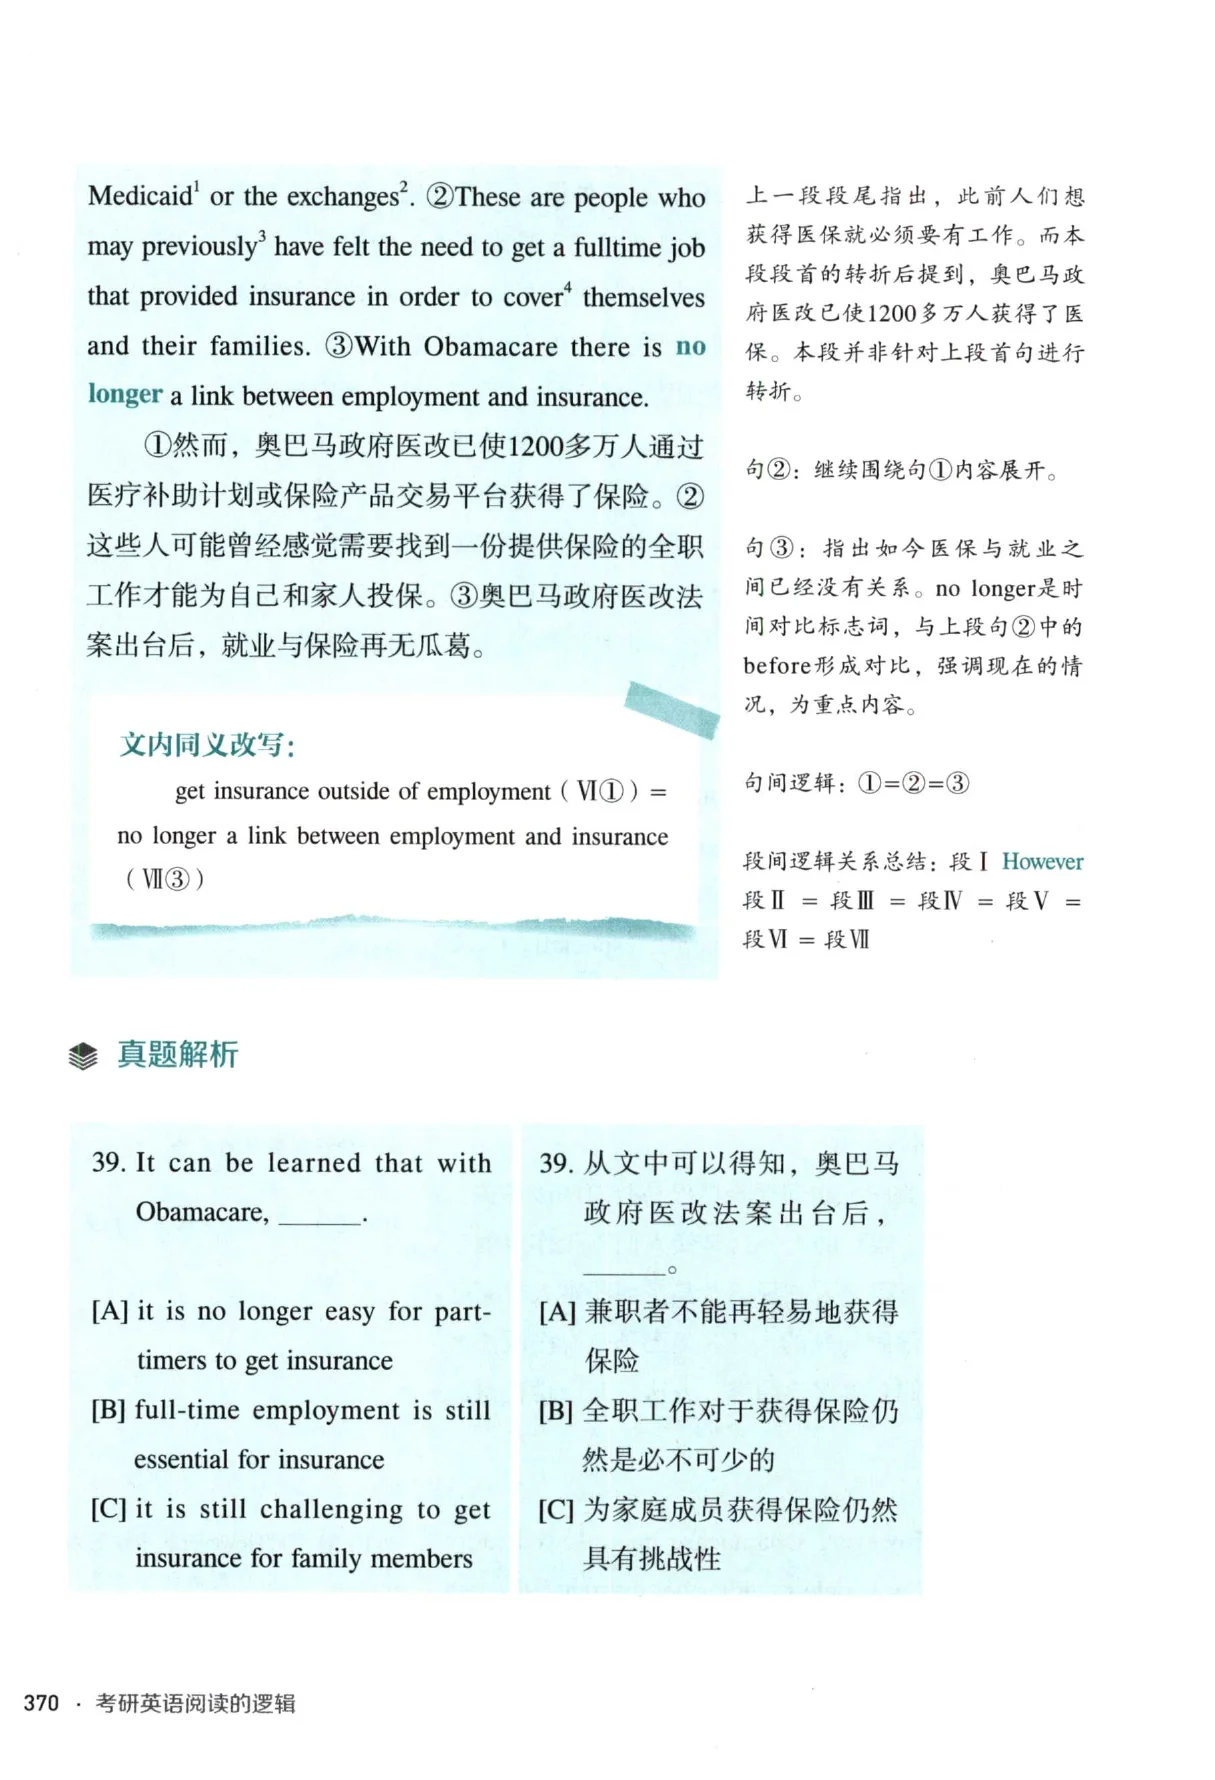 Medicaid¹ or the exchanges². ②These are people who
may previously³ have felt the need to get a fulltime job
that provided insurance in order to cover⁴ themselves
and their families. ③With Obamacare there is no
longer a link between employment and insurance.
①然而，奥巴马政府医改已使1200多万人通过
医疗补助计划或保险产品交易平台获得了保险。②
这些人可能曾经感觉需要找到一份提供保险的全职
工作才能为自己和家人投保。③奥巴马政府医改法
案出台后，就业与保险再无瓜葛。
文内同义改写：
get insurance outside of employment（Ⅵ①）=
no longer a link between employment and insurance
（Ⅶ③）
上一段段尾指出，此前人们想
获得医保就必须要有工作。而本
段段首的转折后提到，奥巴马政
府医改已使1200多万人获得了医
保。本段并非针对上段首句进行
转折。
句②：继续围绕句①内容展开。
句③：指出如今医保与就业之
间已经没有关系。no longer是时
间对比标志词，与上段句②中的
before形成对比，强调现在的情
况，为重点内容。
句间逻辑：①=②=③
段间逻辑关系总结：段Ⅰ However
段Ⅱ = 段Ⅲ = 段Ⅳ = 段Ⅴ =
段Ⅵ = 段Ⅶ
真题解析
39. It can be learned that with
Obamacare, ______.
[A] it is no longer easy for part-
timers to get insurance
[B] full-time employment is still
essential for insurance
[C] it is still challenging to get
insurance for family members
39. 从文中可以得知，奥巴马
政府医改法案出台后，
______。
[A] 兼职者不能再轻易地获得
保险
[B] 全职工作对于获得保险仍
然是必不可少的
[C] 为家庭成员获得保险仍然
具有挑战性
370 · 考研英语阅读的逻辑